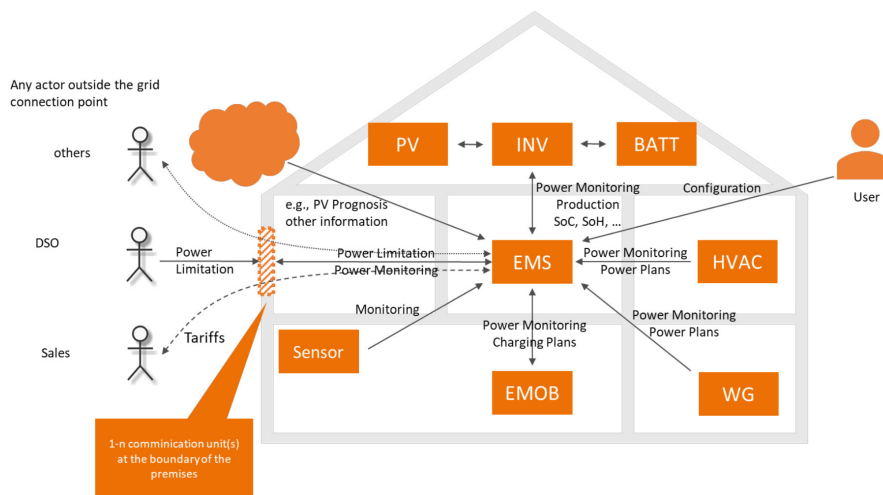 Any actor outside the grid
connection point
others
PV
INV
BATT
Power Monitoring
Production
SoC, SoH, ...
Configuration
User
e.g., PV Prognosis
other information
DSO
Power
Limitation
Power Limitation
Power Monitoring
EMS
Power Monitoring
Power Plans
HVAC
Monitoring
Sales
Tariffs
Sensor
Power Monitoring
Charging Plans
Power Monitoring
Power Plans
EMOB
WG
1-n comminication unit(s)
at the boundary of the
premises